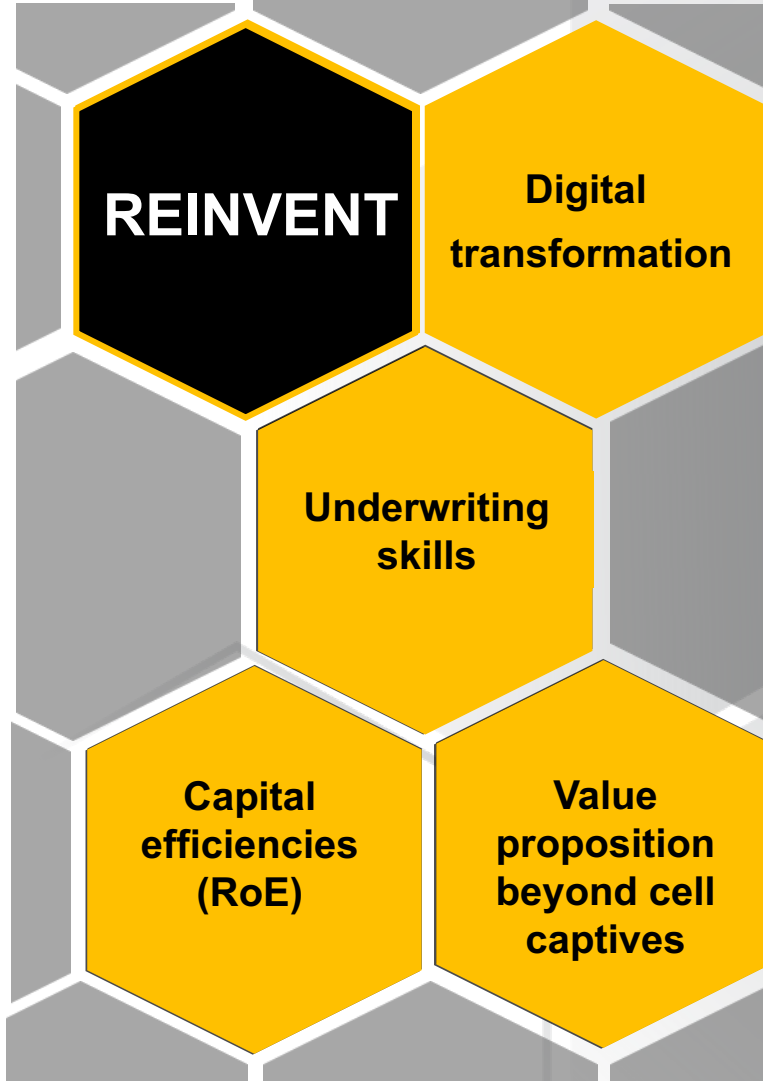 REINVENT
Digital
transformation
Underwriting
skills
Capital
efficiencies
(RoE)
Value
proposition
beyond cell
captives